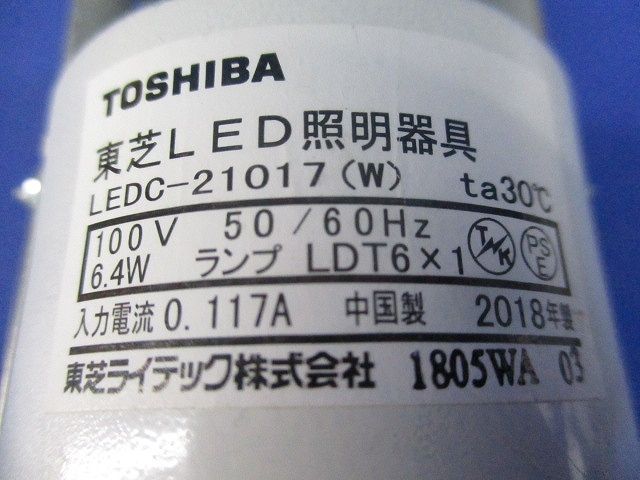 TOSHIBA
東芝LED照明器具
LEDC-21017(W) ta30℃
100V 50/60Hz
6.4W ランプ LDT6×1
入力電流0.117A 中国製 2018年製
東芝ライテック株式会社 1805WA 03
PS
E